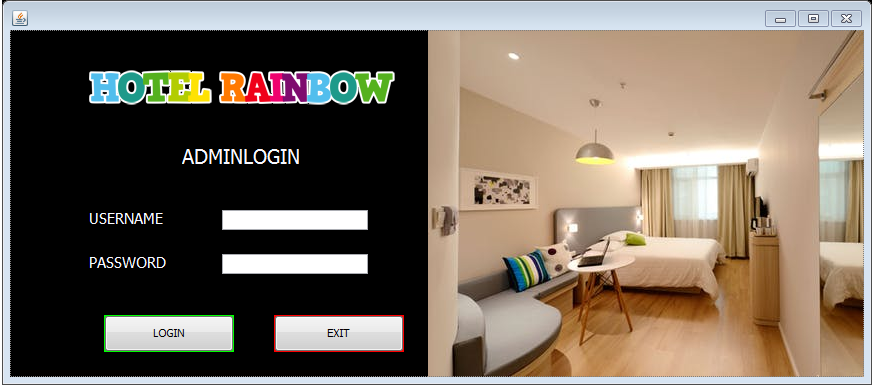 HOTEL RAINBOW
ADMINLOGIN
USERNAME
PASSWORD
LOGIN
EXIT